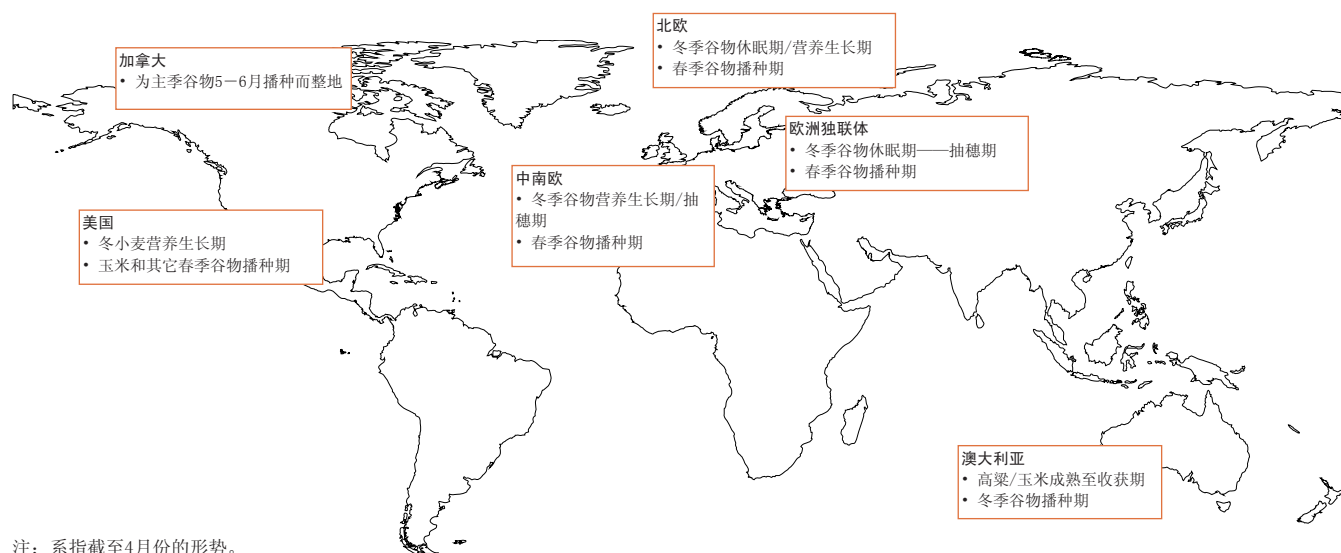 北欧
• 冬季谷物休眠期/营养生长期
• 春季谷物播种期
加拿大
• 为主季谷物5－6月播种而整地
欧洲独联体
• 冬季谷物休眠期——抽穗期
• 春季谷物播种期
中南欧
• 冬季谷物营养生长期/抽
穗期
• 春季谷物播种期
美国
• 冬小麦营养生长期
• 玉米和其它春季谷物播种期
澳大利亚
• 高粱/玉米成熟至收获期
• 冬季谷物播种期
注：系指截至4月份的形势。